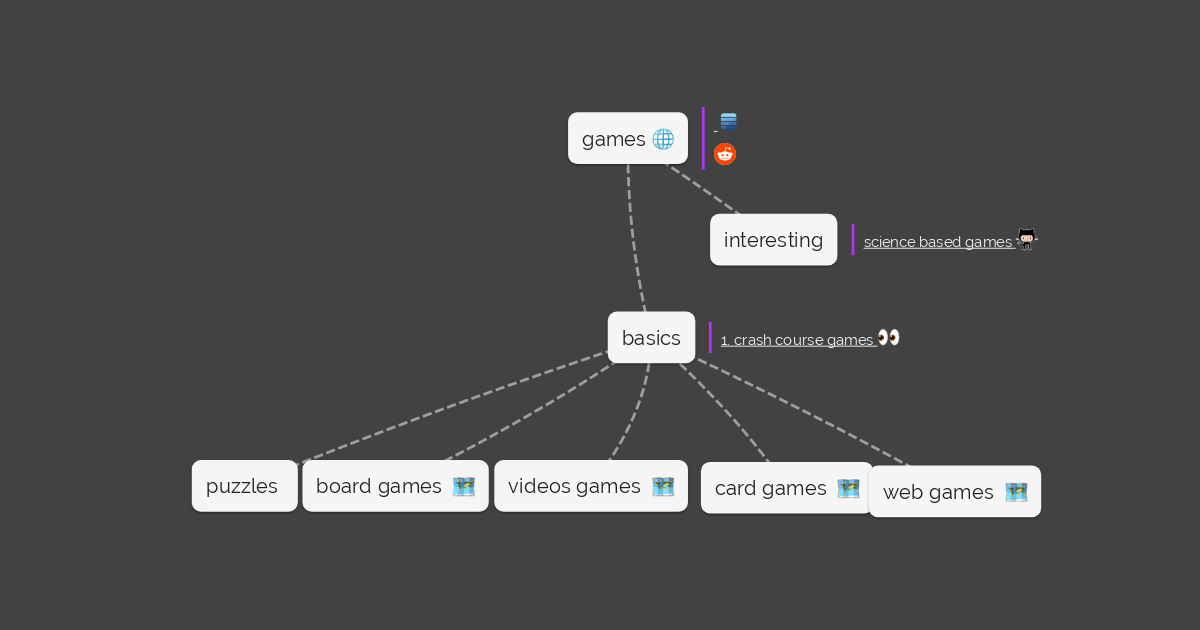 games
interesting
science based games
basics
1. crash course games
puzzles
board games
videos games
card games
web games